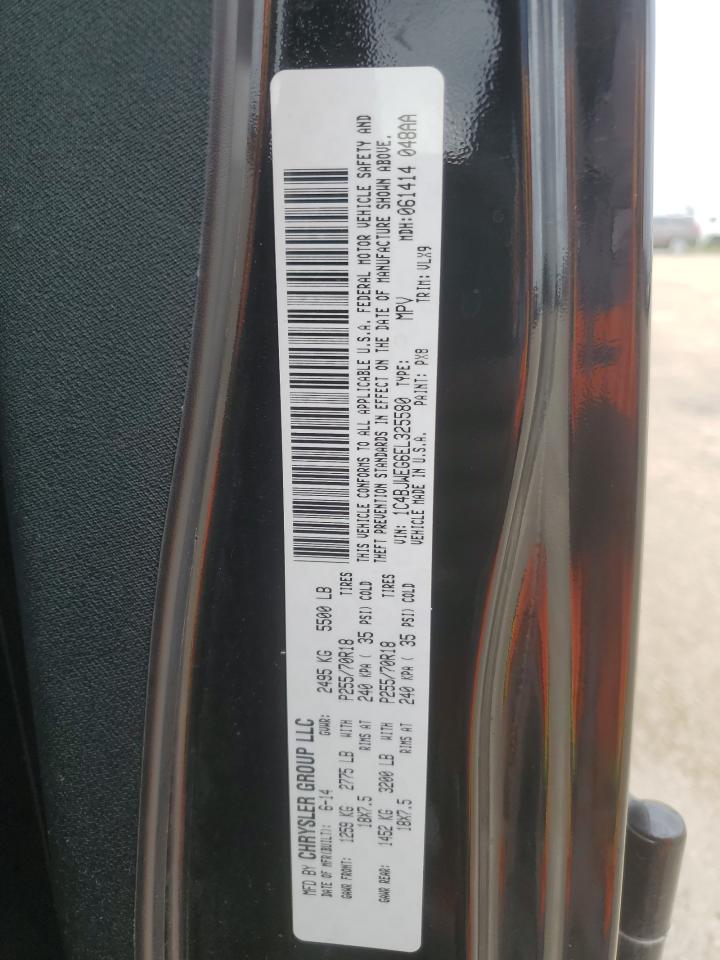 MFD BY CHRYSLER GROUP LLC
DATE OF MFR(BUILT): 6-14 GVWR: 2495 KG 5500 LB
GAWR FRONT: 1259 KG 2775 LB WITH P255/70R18 TIRES
18X7.5 RIMS AT 240 KPA ( 35 PSI) COLD
GAWR REAR: 1452 KG 3200 LB WITH P255/70R18 TIRES
18X7.5 RIMS AT 240 KPA ( 35 PSI) COLD
THIS VEHICLE CONFORMS TO ALL APPLICABLE U.S.A. FEDERAL MOTOR VEHICLE SAFETY AND
THEFT PREVENTION STANDARDS IN EFFECT ON THE DATE OF MANUFACTURE SHOWN ABOVE.
VIN: 1C4BJWEG6EL325580 TYPE: MPV MDH:061414 048AA
VEHICLE MADE IN U.S.A. PAINT: PX8 TRIM: VLX9